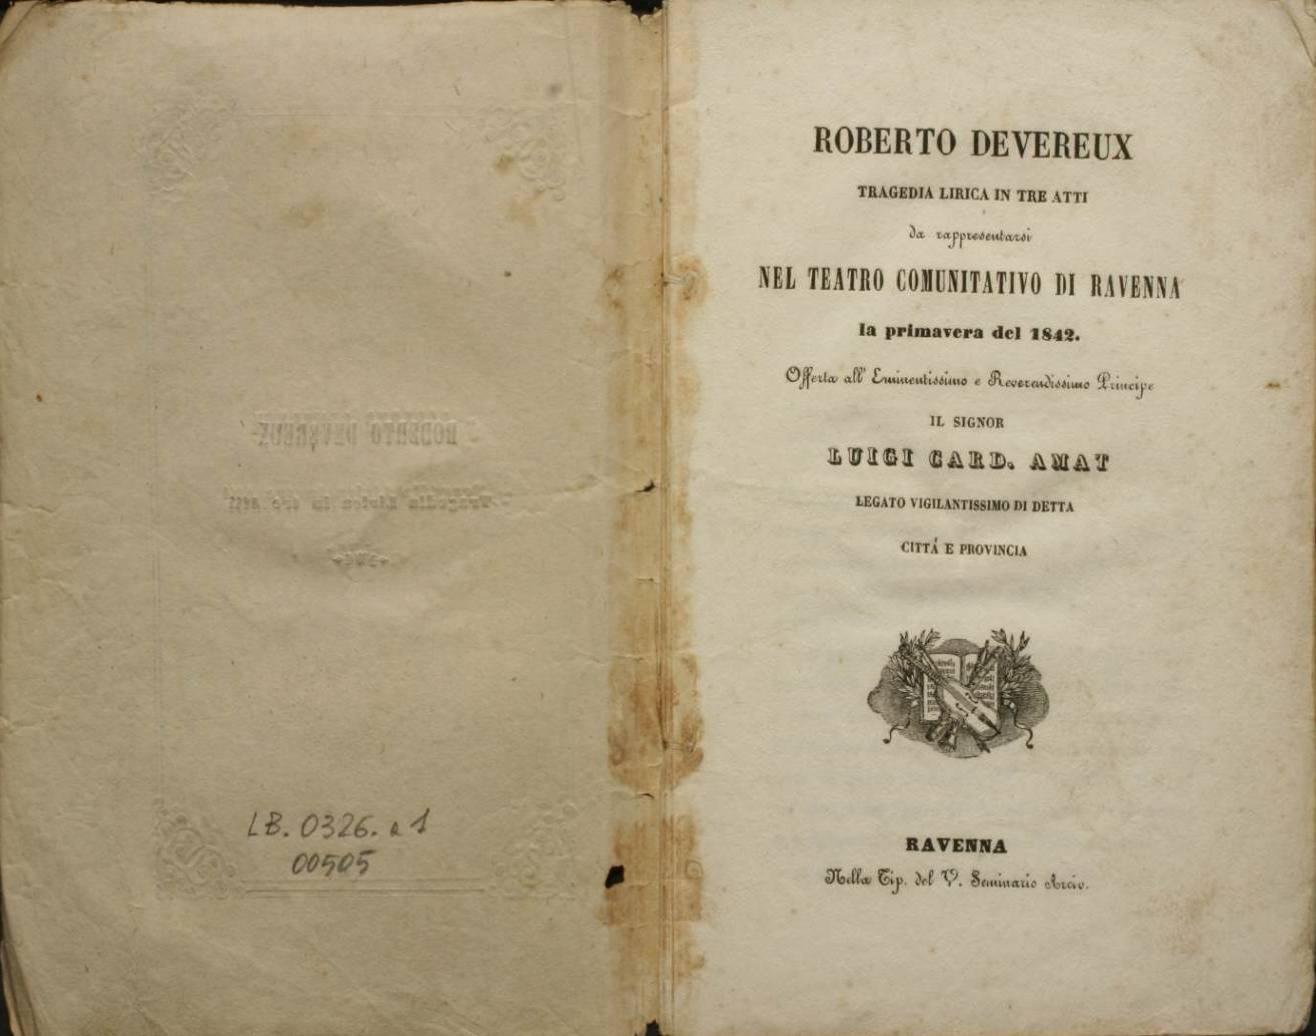 LB. 0326. a 1
00505
ROBERTO DEVEREUX
TRAGEDIA LIRICA IN TRE ATTI
da rappresentarsi
NEL TEATRO COMUNITATIVO DI RAVENNA
la primavera del 1842.
Offerta all' Eminentissimo e Reverendissimo Principe
IL SIGNOR
LUIGI CARD. AMAT
LEGATO VIGILANTISSIMO DI DETTA
CITTÁ E PROVINCIA
RAVENNA
Nella Tip. del V. Seminario Arciv.